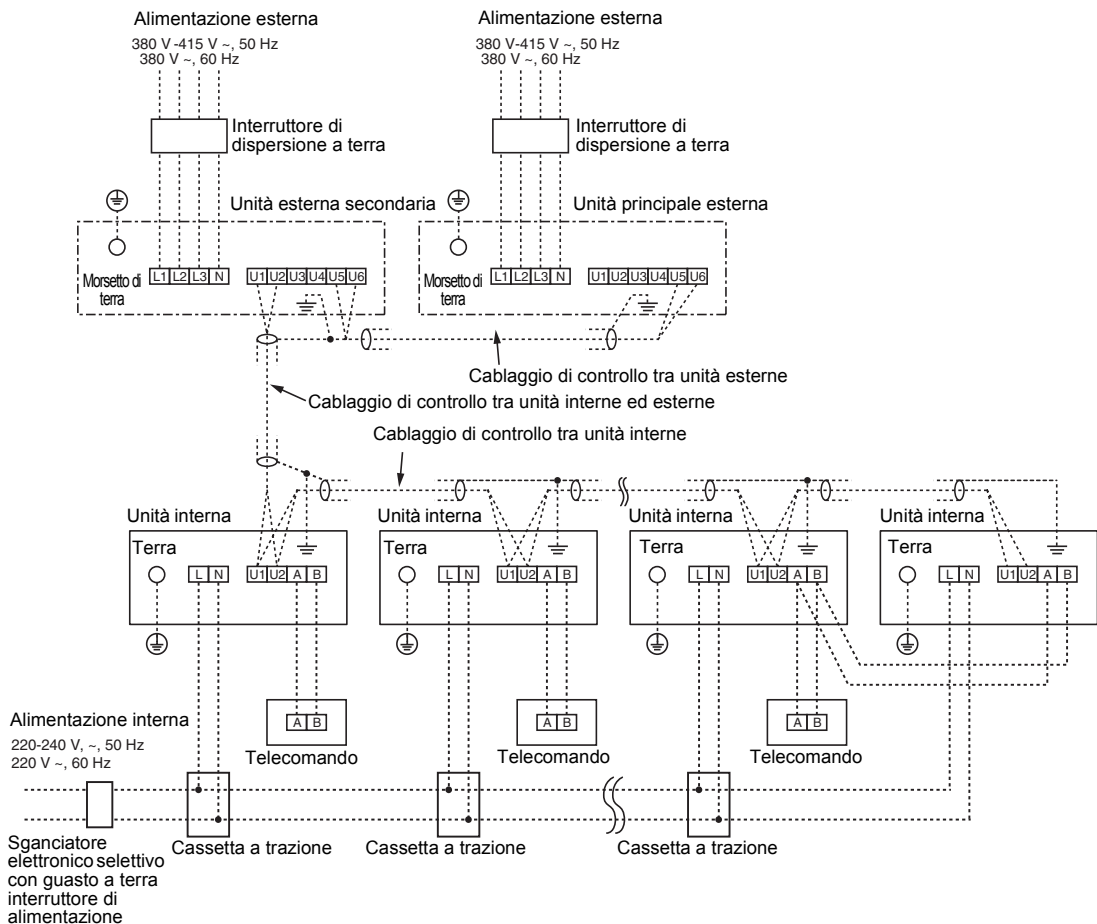 Alimentazione esterna
380 V -415 V ~, 50 Hz
380 V ~, 60 Hz
Alimentazione esterna
380 V-415 V ~, 50 Hz
380 V ~, 60 Hz
Interruttore di
dispersione a terra
Interruttore di
dispersione a terra
Unità esterna secondaria
Unità principale esterna
Morsetto di
terra
L1 L2 L3 N
U1 U2 U3 U4 U5 U6
Morsetto di
terra
L1 L2 L3 N
U1 U2 U3 U4 U5 U6
Cablaggio di controllo tra unità esterne
Cablaggio di controllo tra unità interne ed esterne
Cablaggio di controllo tra unità interne
Unità interna
Unità interna
Unità interna
Unità interna
Terra
L N
U1 U2 A B
Terra
L N
U1 U2 A B
Terra
L N
U1 U2 A B
Terra
L N
U1 U2 A B
A B
Telecomando
A B
Telecomando
A B
Telecomando
Alimentazione interna
220-240 V, ~, 50 Hz
220 V ~, 60 Hz
Sganciatore
elettronico selettivo
con guasto a terra
interruttore di
alimentazione
Cassetta a trazione
Cassetta a trazione
Cassetta a trazione